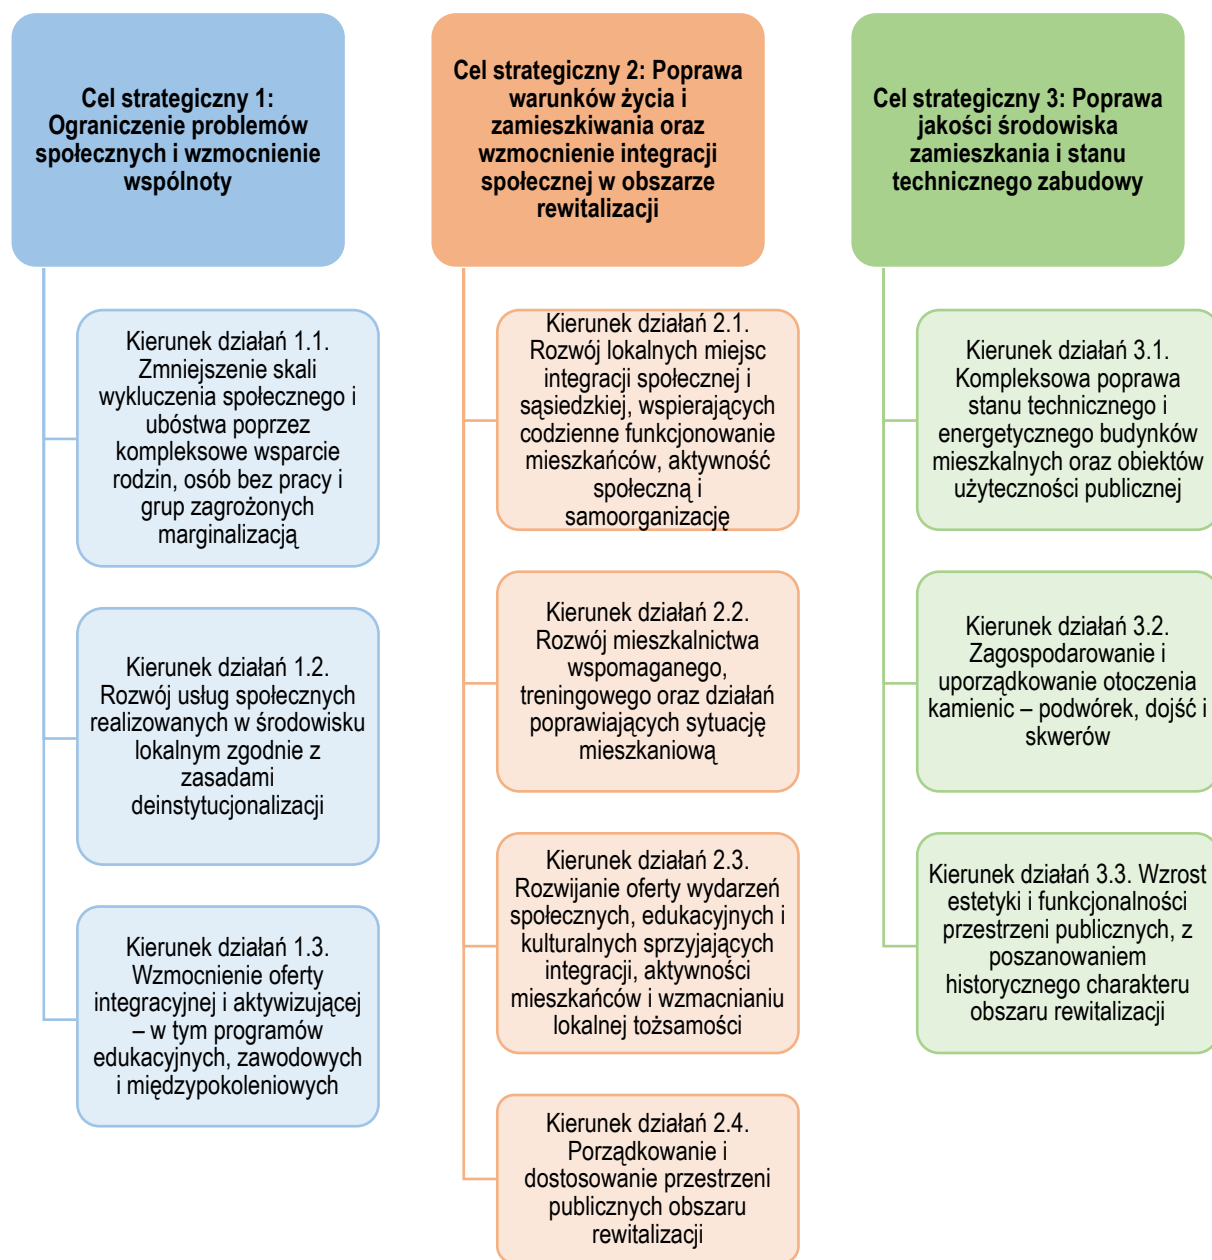 Cel strategiczny 1:
Ograniczenie problemów
społecznych i wzmocnienie
wspólnoty
Kierunek działań 1.1.
Zmniejszenie skali
wykluczenia społecznego i
ubóstwa poprzez
kompleksowe wsparcie
rodzin, osób bez pracy i
grup zagrożonych
marginalizacją
Kierunek działań 1.2.
Rozwój usług społecznych
realizowanych w środowisku
lokalnym zgodnie z
zasadami
deinstytucjonalizacji
Kierunek działań 1.3.
Wzmocnienie oferty
integracyjnej i aktywizującej
– w tym programów
edukacyjnych, zawodowych
i międzypokoleniowych
Cel strategiczny 2: Poprawa
warunków życia i
zamieszkiwania oraz
wzmocnienie integracji
społecznej w obszarze
rewitalizacji
Kierunek działań 2.1.
Rozwój lokalnych miejsc
integracji społecznej i
sąsiedzkiej, wspierających
codzienne funkcjonowanie
mieszkańców, aktywność
społeczną i
samoorganizację
Kierunek działań 2.2.
Rozwój mieszkalnictwa
wspomaganego,
treningowego oraz działań
poprawiających sytuację
mieszkaniową
Kierunek działań 2.3.
Rozwijanie oferty wydarzeń
społecznych, edukacyjnych i
kulturalnych sprzyjających
integracji, aktywności
mieszkańców i wzmacnianiu
lokalnej tożsamości
Kierunek działań 2.4.
Porządkowanie i
dostosowanie przestrzeni
publicznych obszaru
rewitalizacji
Cel strategiczny 3: Poprawa
jakości środowiska
zamieszkania i stanu
technicznego zabudowy
Kierunek działań 3.1.
Kompleksowa poprawa
stanu technicznego i
energetycznego budynków
mieszkalnych oraz obiektów
użyteczności publicznej
Kierunek działań 3.2.
Zagospodarowanie i
uporządkowanie otoczenia
kamienic – podwórek, dojść i
skwerów
Kierunek działań 3.3. Wzrost
estetyki i funkcjonalności
przestrzeni publicznych, z
poszanowaniem
historycznego charakteru
obszaru rewitalizacji